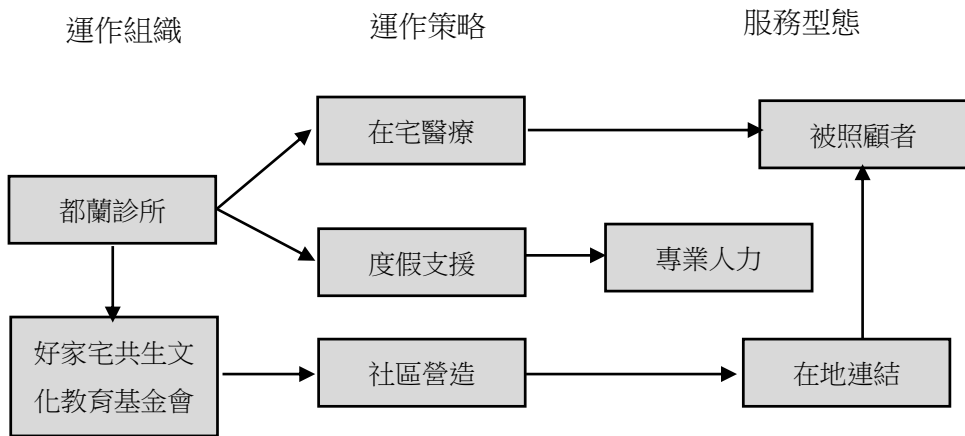 運作組織
運作策略
服務型態
在宅醫療
被照顧者
都蘭診所
度假支援
專業人力
好家宅共生文
化教育基金會
社區營造
在地連結